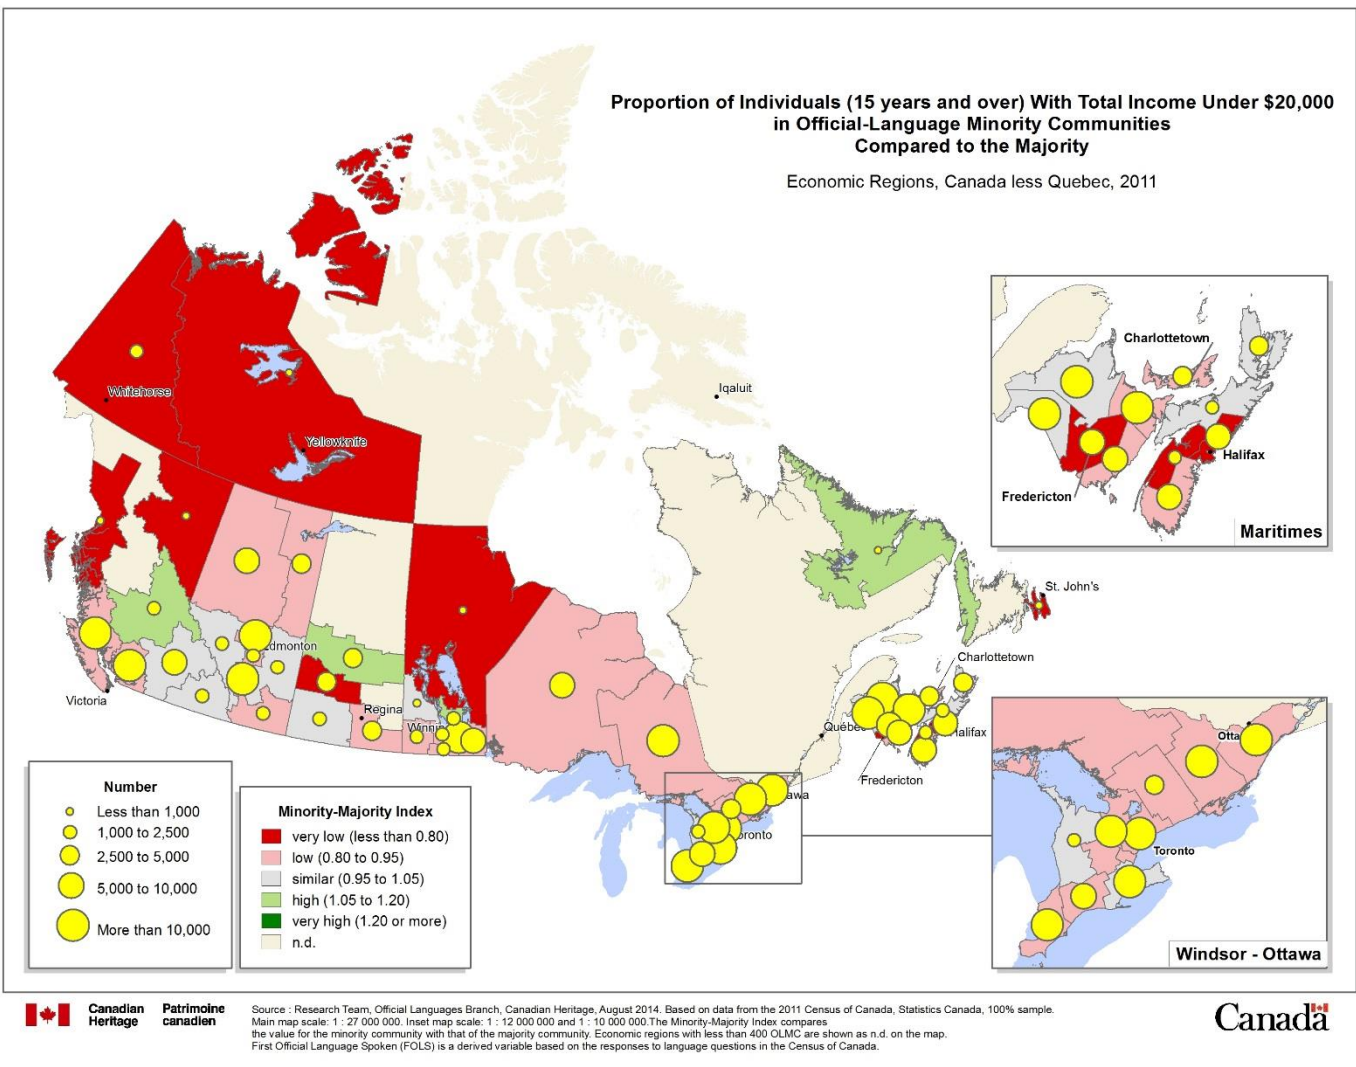 Proportion of Individuals (15 years and over) With Total Income Under $20,000
in Official-Language Minority Communities
Compared to the Majority
Economic Regions, Canada less Quebec, 2011
Charlottetown
Halifax
Fredericton
Maritimes
Whitehorse
Yellowknife
Iqaluit
St. John's
Edmonton
Charlottetown
Victoria
Regina
Winni
Québec
Halifax
Fredericton
awa
oronto
Otta
Toronto
Windsor - Ottawa
Number
Less than 1,000
1,000 to 2,500
2,500 to 5,000
5,000 to 10,000
More than 10,000
Minority-Majority Index
very low (less than 0.80)
low (0.80 to 0.95)
similar (0.95 to 1.05)
high (1.05 to 1.20)
very high (1.20 or more)
n.d.
Canadian Patrimoine
Heritage canadien
Source : Research Team, Official Languages Branch, Canadian Heritage, August 2014. Based on data from the 2011 Census of Canada, Statistics Canada, 100% sample.
Main map scale: 1 : 27 000 000. Inset map scale: 1 : 12 000 000 and 1 : 10 000 000.The Minority-Majority Index compares
the value for the minority community with that of the majority community. Economic regions with less than 400 OLMC are shown as n.d. on the map.
First Official Language Spoken (FOLS) is a derived variable based on the responses to language questions in the Census of Canada.
Canada